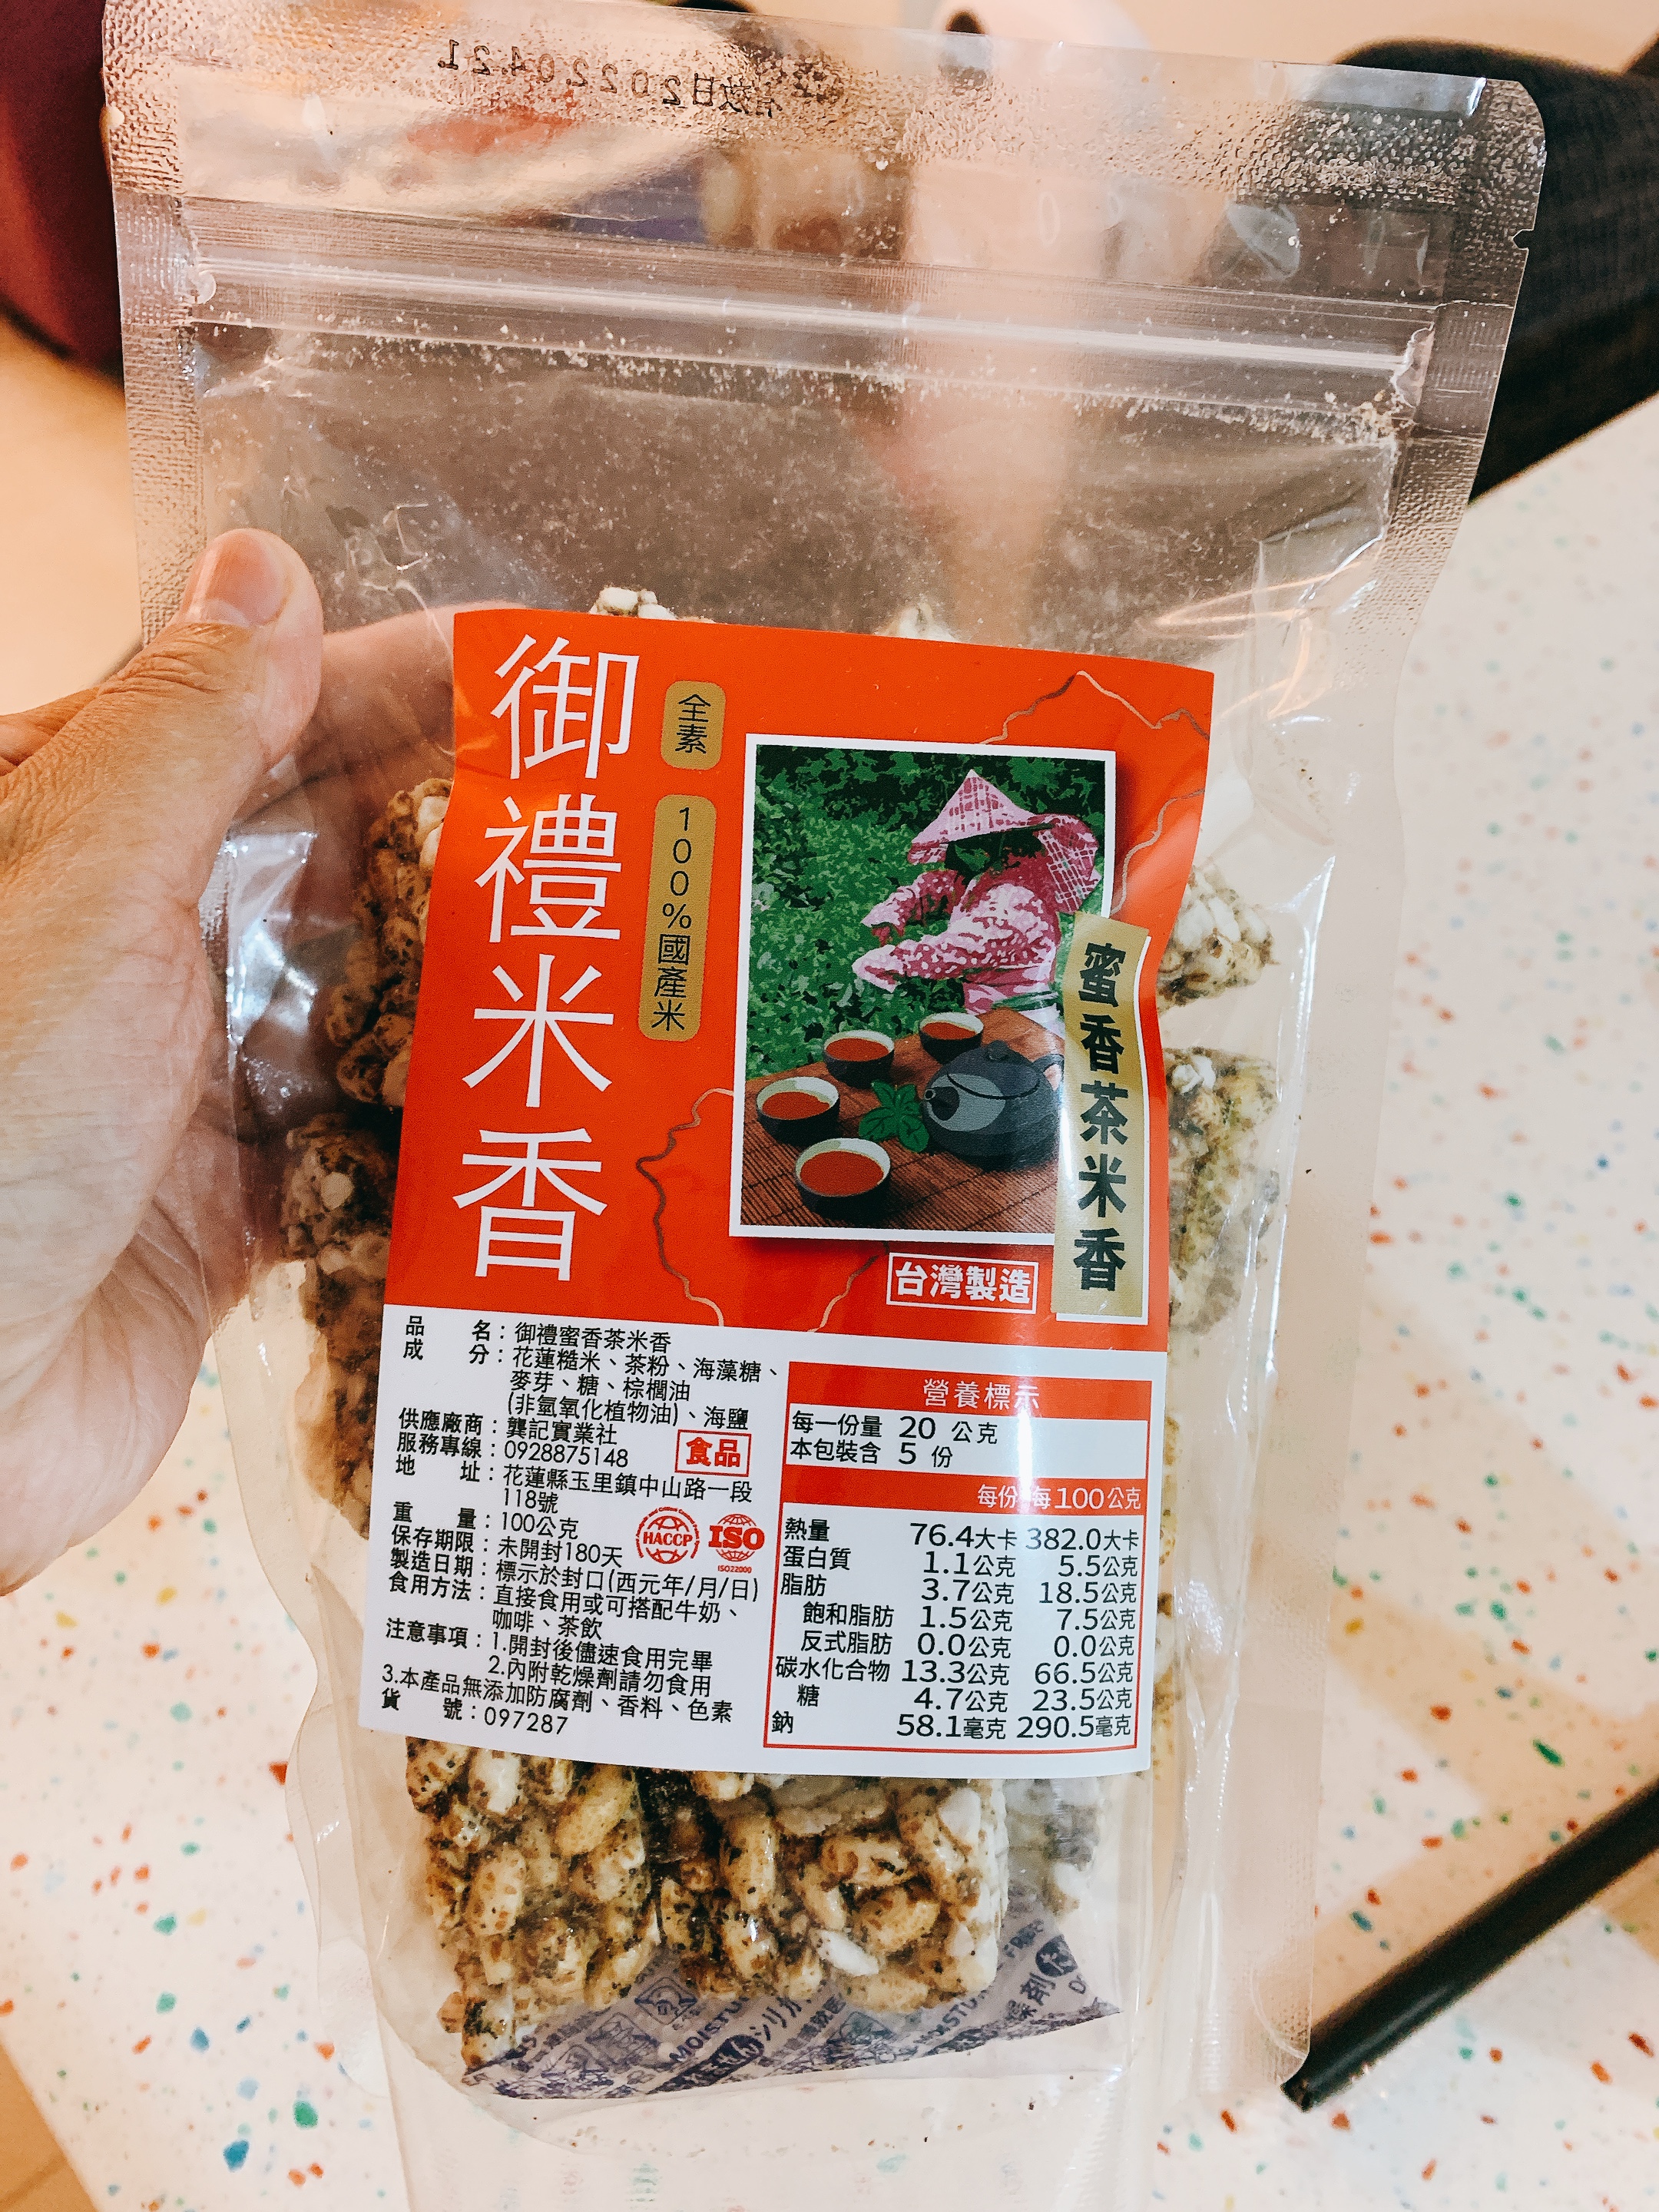 有效日2022.04.21
御禮米香
全素
100%國產米
蜜香茶米香
台灣製造
品名：御禮蜜香茶米香
成分：花蓮糙米、茶粉、海藻糖、
麥芽、糖、棕櫚油
(非氫氧化植物油)、海鹽
供應廠商：龔記實業社
服務專線：0928875148
食品
地址：花蓮縣玉里鎮中山路一段
118號
重量：100公克
HACCP
ISO
ISO22000
保存期限：未開封180天
製造日期：標示於封口(西元年/月/日)
食用方法：直接食用或可搭配牛奶、
咖啡、茶飲
注意事項：1.開封後儘速食用完畢
2.內附乾燥劑請勿食用
3.本產品無添加防腐劑、香料、色素
貨號：097287
營養標示
每一份量 20 公克
本包裝含 5 份
每份 每100公克
熱量 76.4大卡 382.0大卡
蛋白質 1.1公克 5.5公克
脂肪 3.7公克 18.5公克
飽和脂肪 1.5公克 7.5公克
反式脂肪 0.0公克 0.0公克
碳水化合物 13.3公克 66.5公克
糖 4.7公克 23.5公克
鈉 58.1毫克 290.5毫克